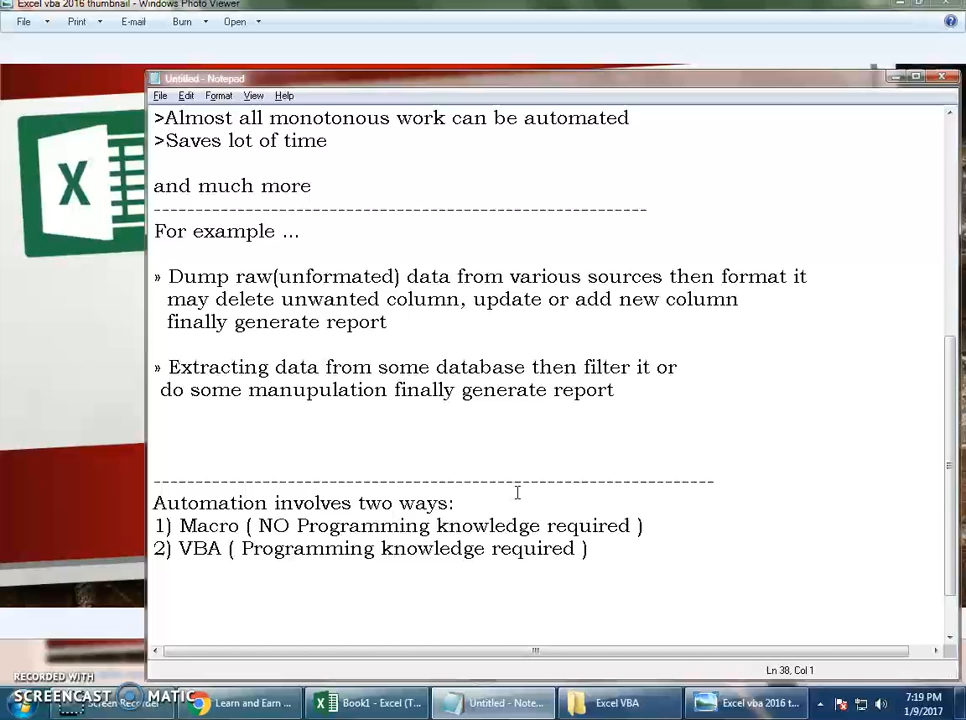 Excel vba 2016 thumbnail - Windows Photo Viewer
File Print E-mail Burn Open
Untitled - Notepad
File Edit Format View Help
>Almost all monotonous work can be automated
>Saves lot of time
and much more
------------------------------------------------------------
For example ...
» Dump raw(unformated) data from various sources then format it
may delete unwanted column, update or add new column
finally generate report
» Extracting data from some database then filter it or
do some manupulation finally generate report
--------------------------------------------------------------------
Automation involves two ways:
1) Macro ( NO Programming knowledge required )
2) VBA ( Programming knowledge required )
Ln 38, Col 1
RECORDED WITH
SCREENCAST MATIC
Screen Recorder
Learn and Earn ...
Book1 - Excel (T...
Untitled - Note...
Excel VBA
Excel vba 2016 t...
7:19 PM
1/9/2017
X